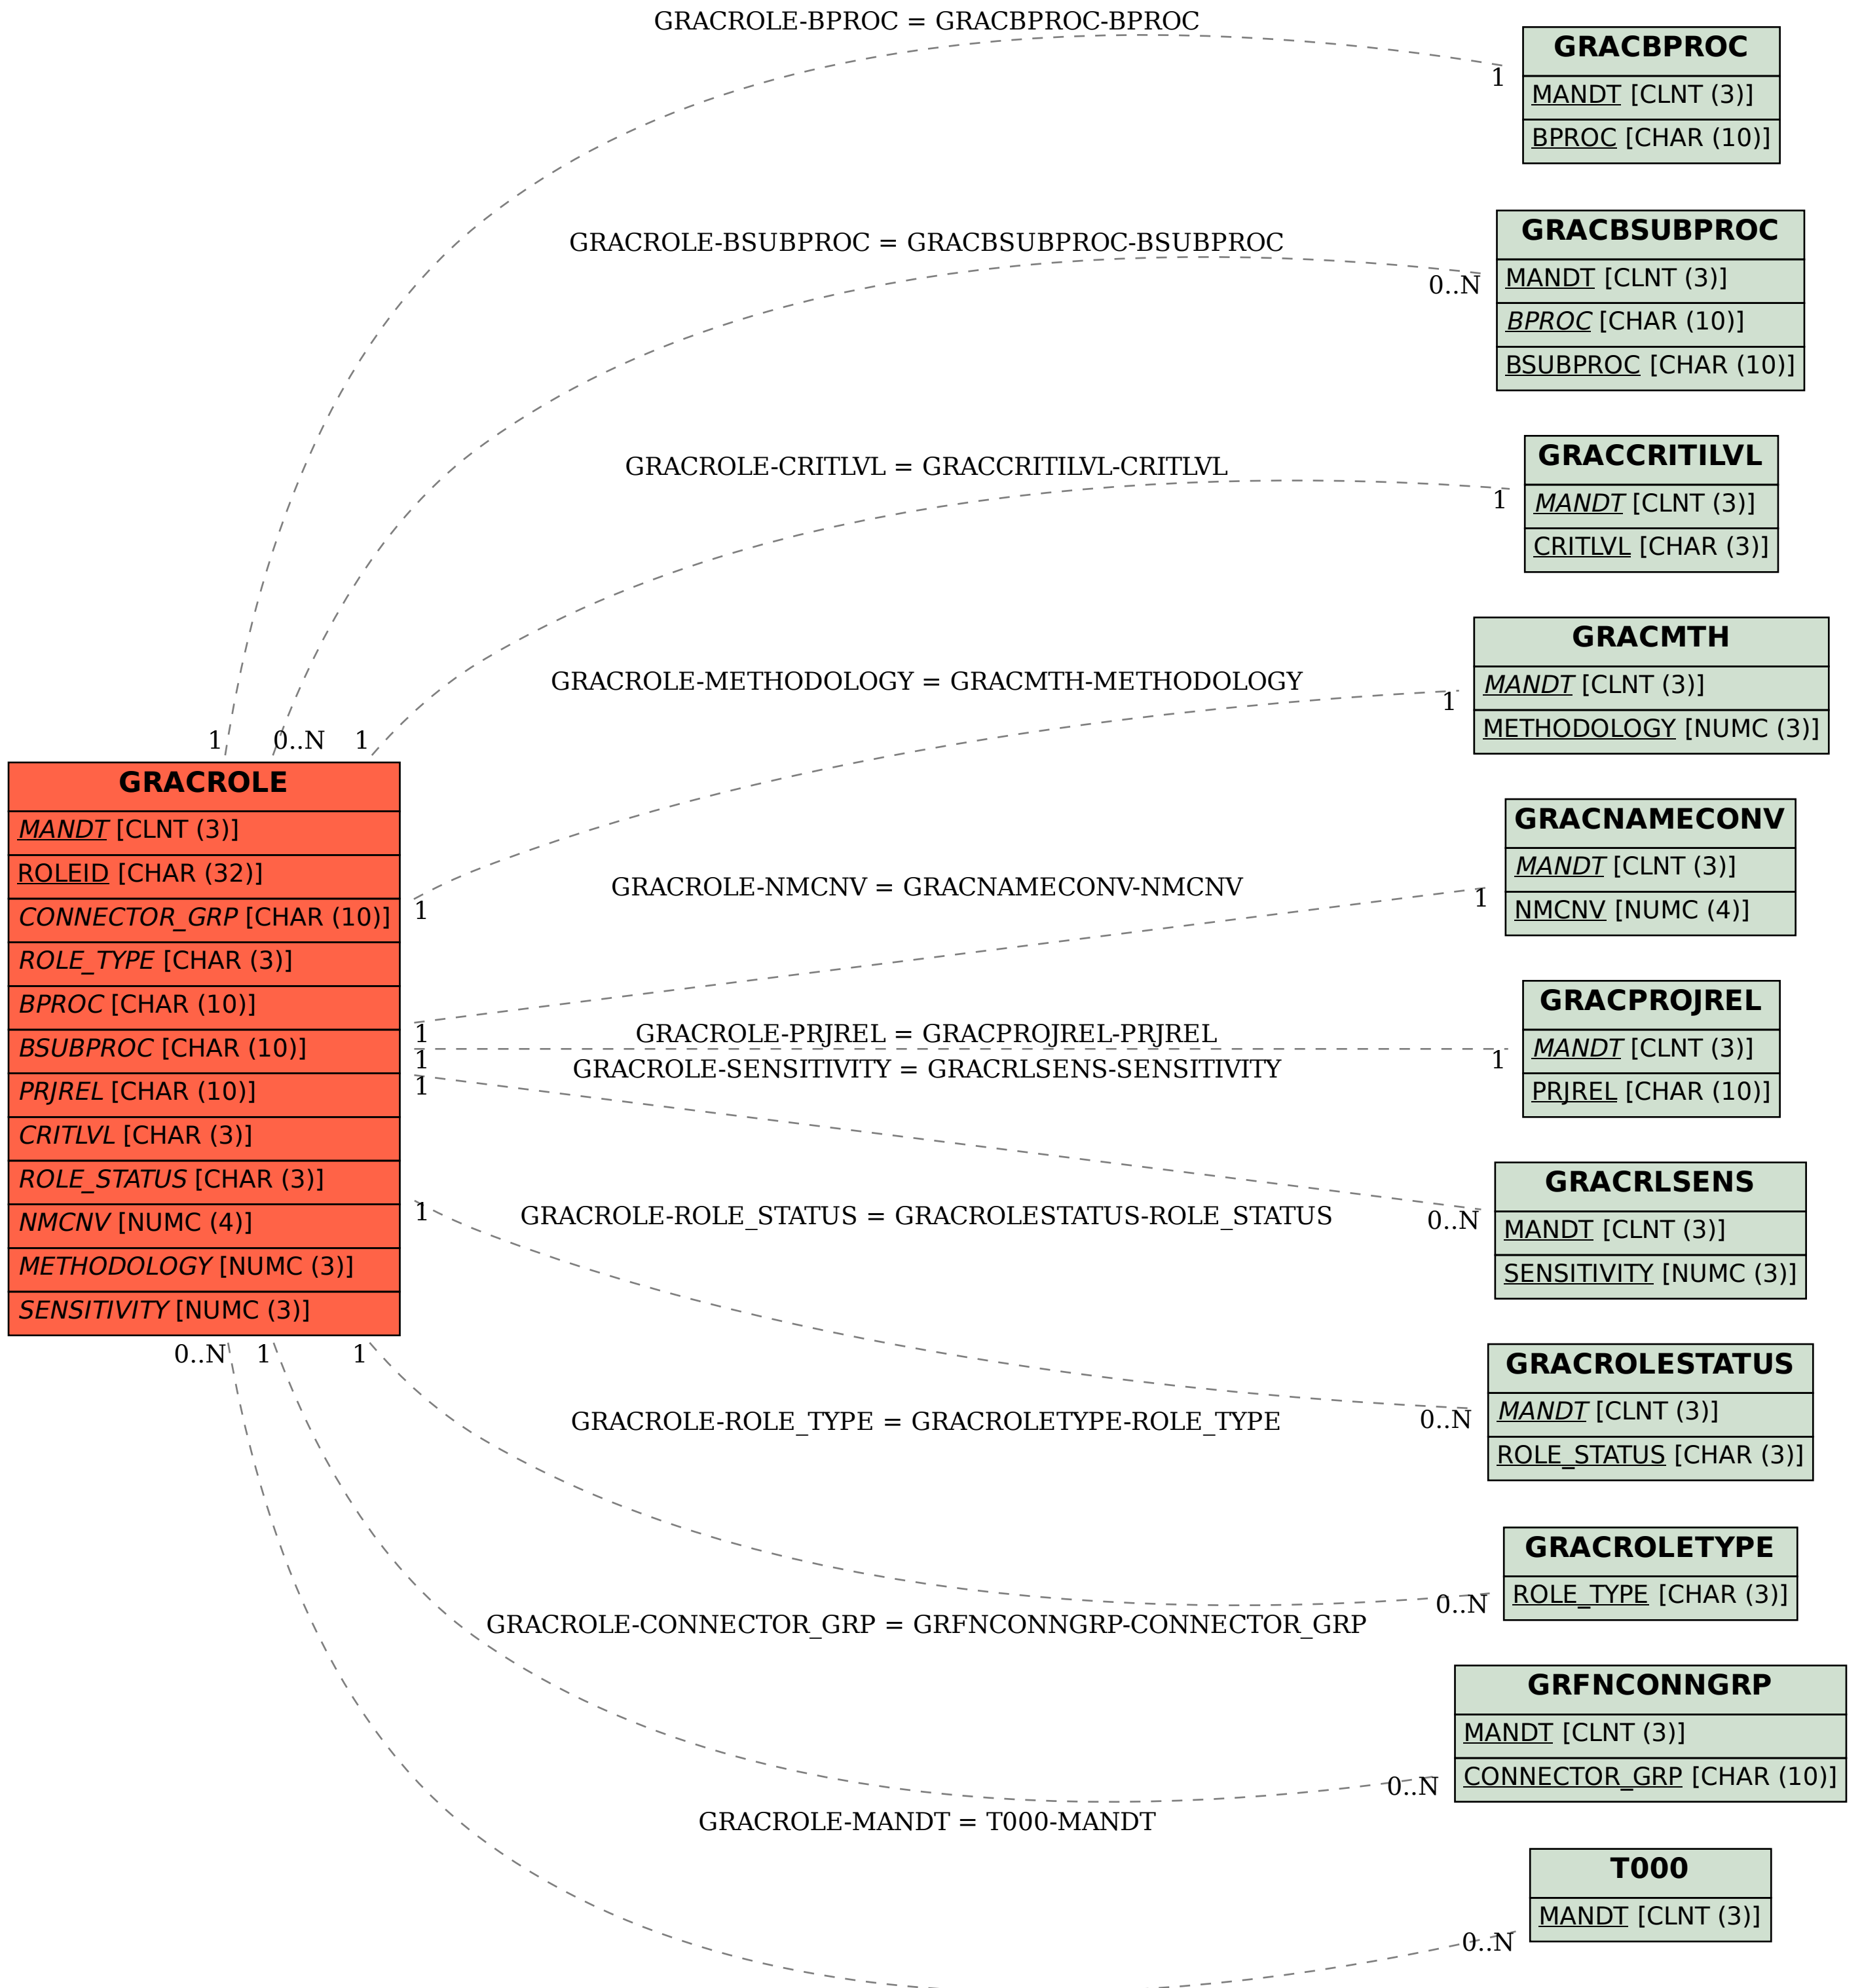 GRACROLE-BPROC = GRACBPROC-BPROC
1
1
GRACBPROC
MANDT [CLNT (3)]
BPROC [CHAR (10)]
GRACROLE-BSUBPROC = GRACBSUBPROC-BSUBPROC
0..N
0..N
GRACBSUBPROC
MANDT [CLNT (3)]
BPROC [CHAR (10)]
BSUBPROC [CHAR (10)]
GRACROLE-CRITLVL = GRACCRITILVL-CRITLVL
1
1
GRACCRITILVL
MANDT [CLNT (3)]
CRITLVL [CHAR (3)]
GRACROLE-METHODOLOGY = GRACMTH-METHODOLOGY
1
1
GRACMTH
MANDT [CLNT (3)]
METHODOLOGY [NUMC (3)]
GRACROLE
MANDT [CLNT (3)]
ROLEID [CHAR (32)]
CONNECTOR_GRP [CHAR (10)]
ROLE_TYPE [CHAR (3)]
BPROC [CHAR (10)]
BSUBPROC [CHAR (10)]
PRJREL [CHAR (10)]
CRITLVL [CHAR (3)]
ROLE_STATUS [CHAR (3)]
NMCNV [NUMC (4)]
METHODOLOGY [NUMC (3)]
SENSITIVITY [NUMC (3)]
GRACROLE-NMCNV = GRACNAMECONV-NMCNV
1
1
GRACNAMECONV
MANDT [CLNT (3)]
NMCNV [NUMC (4)]
GRACROLE-PRJREL = GRACPROJREL-PRJREL
1
1
GRACPROJREL
MANDT [CLNT (3)]
PRJREL [CHAR (10)]
GRACROLE-SENSITIVITY = GRACRLSENS-SENSITIVITY
1
0..N
GRACRLSENS
MANDT [CLNT (3)]
SENSITIVITY [NUMC (3)]
GRACROLE-ROLE_STATUS = GRACROLESTATUS-ROLE_STATUS
1
0..N
GRACROLESTATUS
MANDT [CLNT (3)]
ROLE_STATUS [CHAR (3)]
GRACROLE-ROLE_TYPE = GRACROLETYPE-ROLE_TYPE
1
0..N
GRACROLETYPE
ROLE_TYPE [CHAR (3)]
GRACROLE-CONNECTOR_GRP = GRFNCONNGRP-CONNECTOR_GRP
1
0..N
GRFNCONNGRP
MANDT [CLNT (3)]
CONNECTOR_GRP [CHAR (10)]
GRACROLE-MANDT = T000-MANDT
0..N
0..N
T000
MANDT [CLNT (3)]